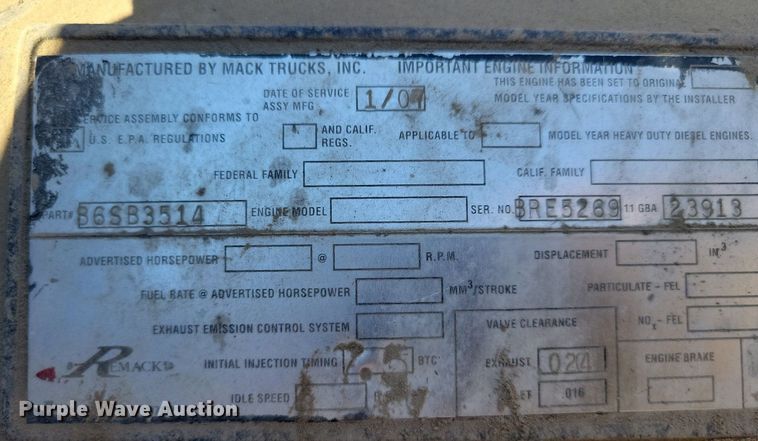 MANUFACTURED BY MACK TRUCKS, INC. IMPORTANT ENGINE INFORMATION
THIS ENGINE HAS BEEN SET TO ORIGINAL
DATE OF SERVICE ASSY MFG 1/07 MODEL YEAR SPECIFICATIONS BY THE INSTALLER
SERVICE ASSEMBLY CONFORMS TO
U.S. E.P.A. REGULATIONS AND CALIF. REGS. APPLICABLE TO MODEL YEAR HEAVY DUTY DIESEL ENGINES.
FEDERAL FAMILY CALIF. FAMILY
PART# 86SB3514 ENGINE MODEL SER. NO. BRE5269 11 GBA 23913
ADVERTISED HORSEPOWER @ R.P.M. DISPLACEMENT IN³
FUEL RATE @ ADVERTISED HORSEPOWER MM³/STROKE PARTICULATE - FEL
EXHAUST EMISSION CONTROL SYSTEM VALVE CLEARANCE NOx - FEL
REMACK INITIAL INJECTION TIMING BTC EXHAUST 024 ENGINE BRAKE
IDLE SPEED .016
Purple Wave Auction